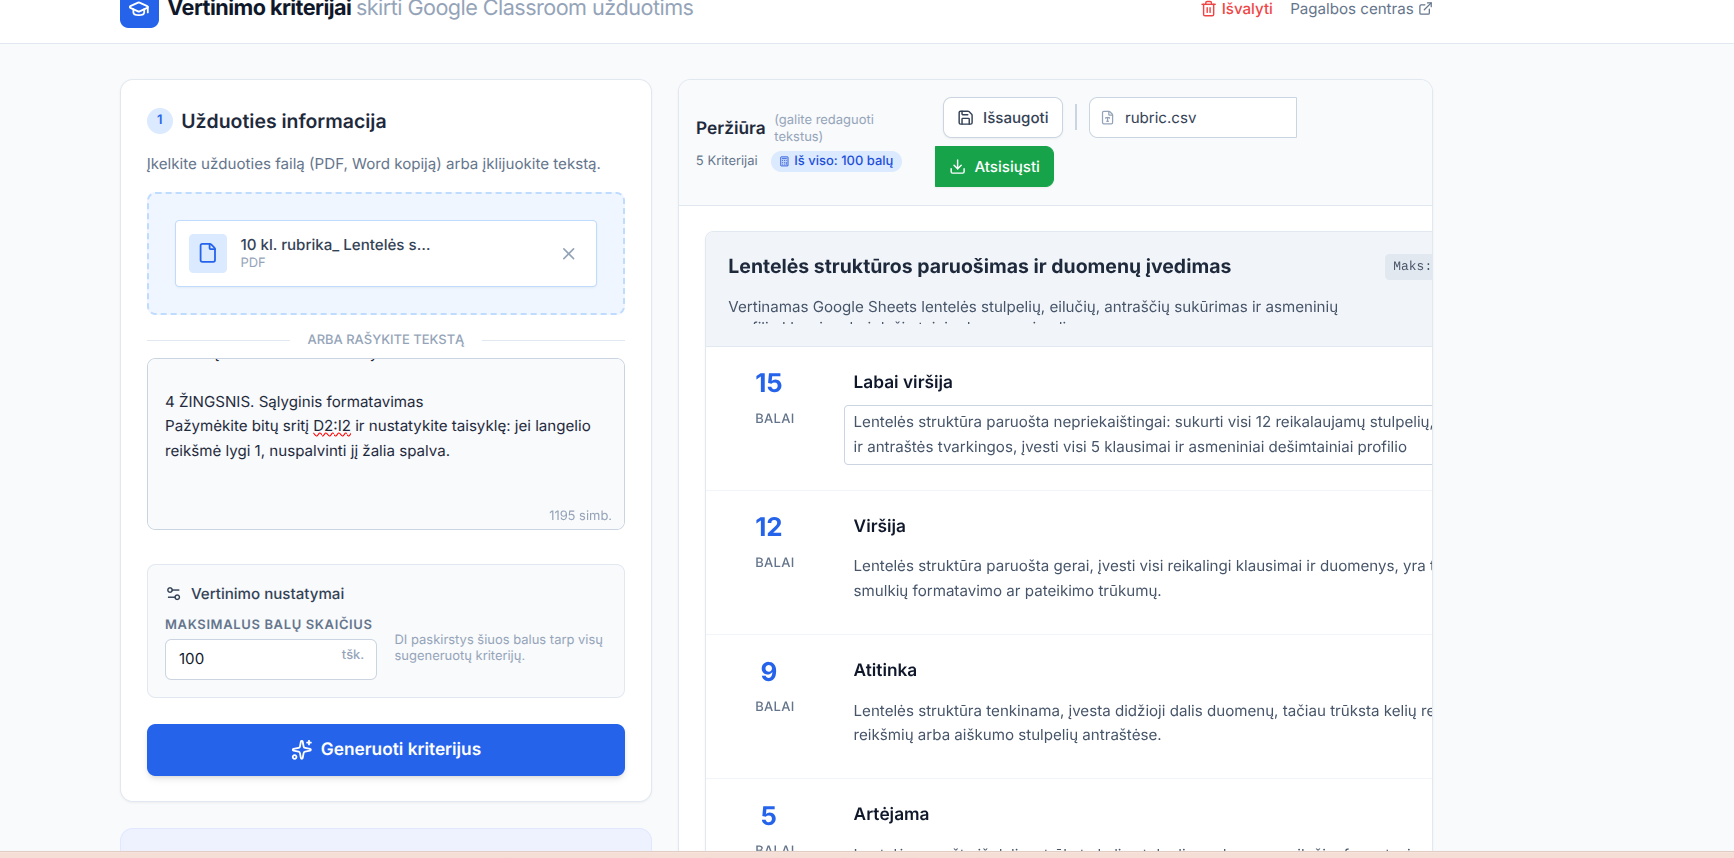 Vertinimo kriterijai skirti Google Classroom užduotims
Išvalyti
Pagalbos centras
1 Užduoties informacija
Įkelkite užduoties failą (PDF, Word kopiją) arba įklijuokite tekstą.
10 kl. rubrika_ Lentelės s...
PDF
ARBA RAŠYKITE TEKSTĄ
4 ŽINGSNIS. Sąlyginis formatavimas
Pažymėkite bitų sritį D2:I2 ir nustatykite taisyklę: jei langelio
reikšmė lygi 1, nuspalvinti jį žalia spalva.
1195 simb.
Vertinimo nustatymai
MAKSIMALUS BALŲ SKAIČIUS
100 tšk.
DI paskirstys šiuos balus tarp visų
sugeneruotų kriterijų.
Generuoti kriterijus
Peržiūra
(galite redaguoti
tekstus)
5 Kriterijai
Iš viso: 100 balų
Išsaugoti
rubric.csv
Atsisiųsti
Lentelės struktūros paruošimas ir duomenų įvedimas
Maks:
Vertinamas Google Sheets lentelės stulpelių, eilučių, antraščių sukūrimas ir asmeninių
15
BALAI
Labai viršija
Lentelės struktūra paruošta nepriekaištingai: sukurti visi 12 reikalaujamų stulpelių,
ir antraštės tvarkingos, įvesti visi 5 klausimai ir asmeniniai dešimtainiai profilio
12
BALAI
Viršija
Lentelės struktūra paruošta gerai, įvesti visi reikalingi klausimai ir duomenys, yra
smulkių formatavimo ar pateikimo trūkumų.
9
BALAI
Atitinka
Lentelės struktūra tenkinama, įvesta didžioji dalis duomenų, tačiau trūksta kelių
reikšmių arba aiškumo stulpelių antraštėse.
5
BALAI
Artėjama